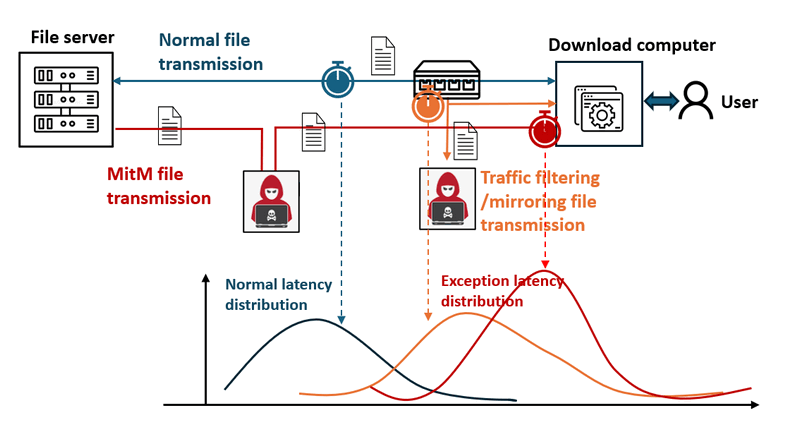 File server
Normal file
transmission
Download computer
User
MitM file
transmission
Traffic filtering
/mirroring file
transmission
Normal latency
distribution
Exception latency
distribution